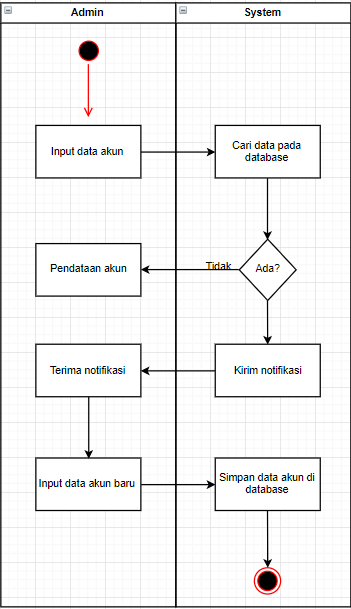 Admin
System
Input data akun
Cari data pada
database
Tidak
Ada?
Pendataan akun
Terima notifikasi
Kirim notifikasi
Input data akun baru
Simpan data akun di
database